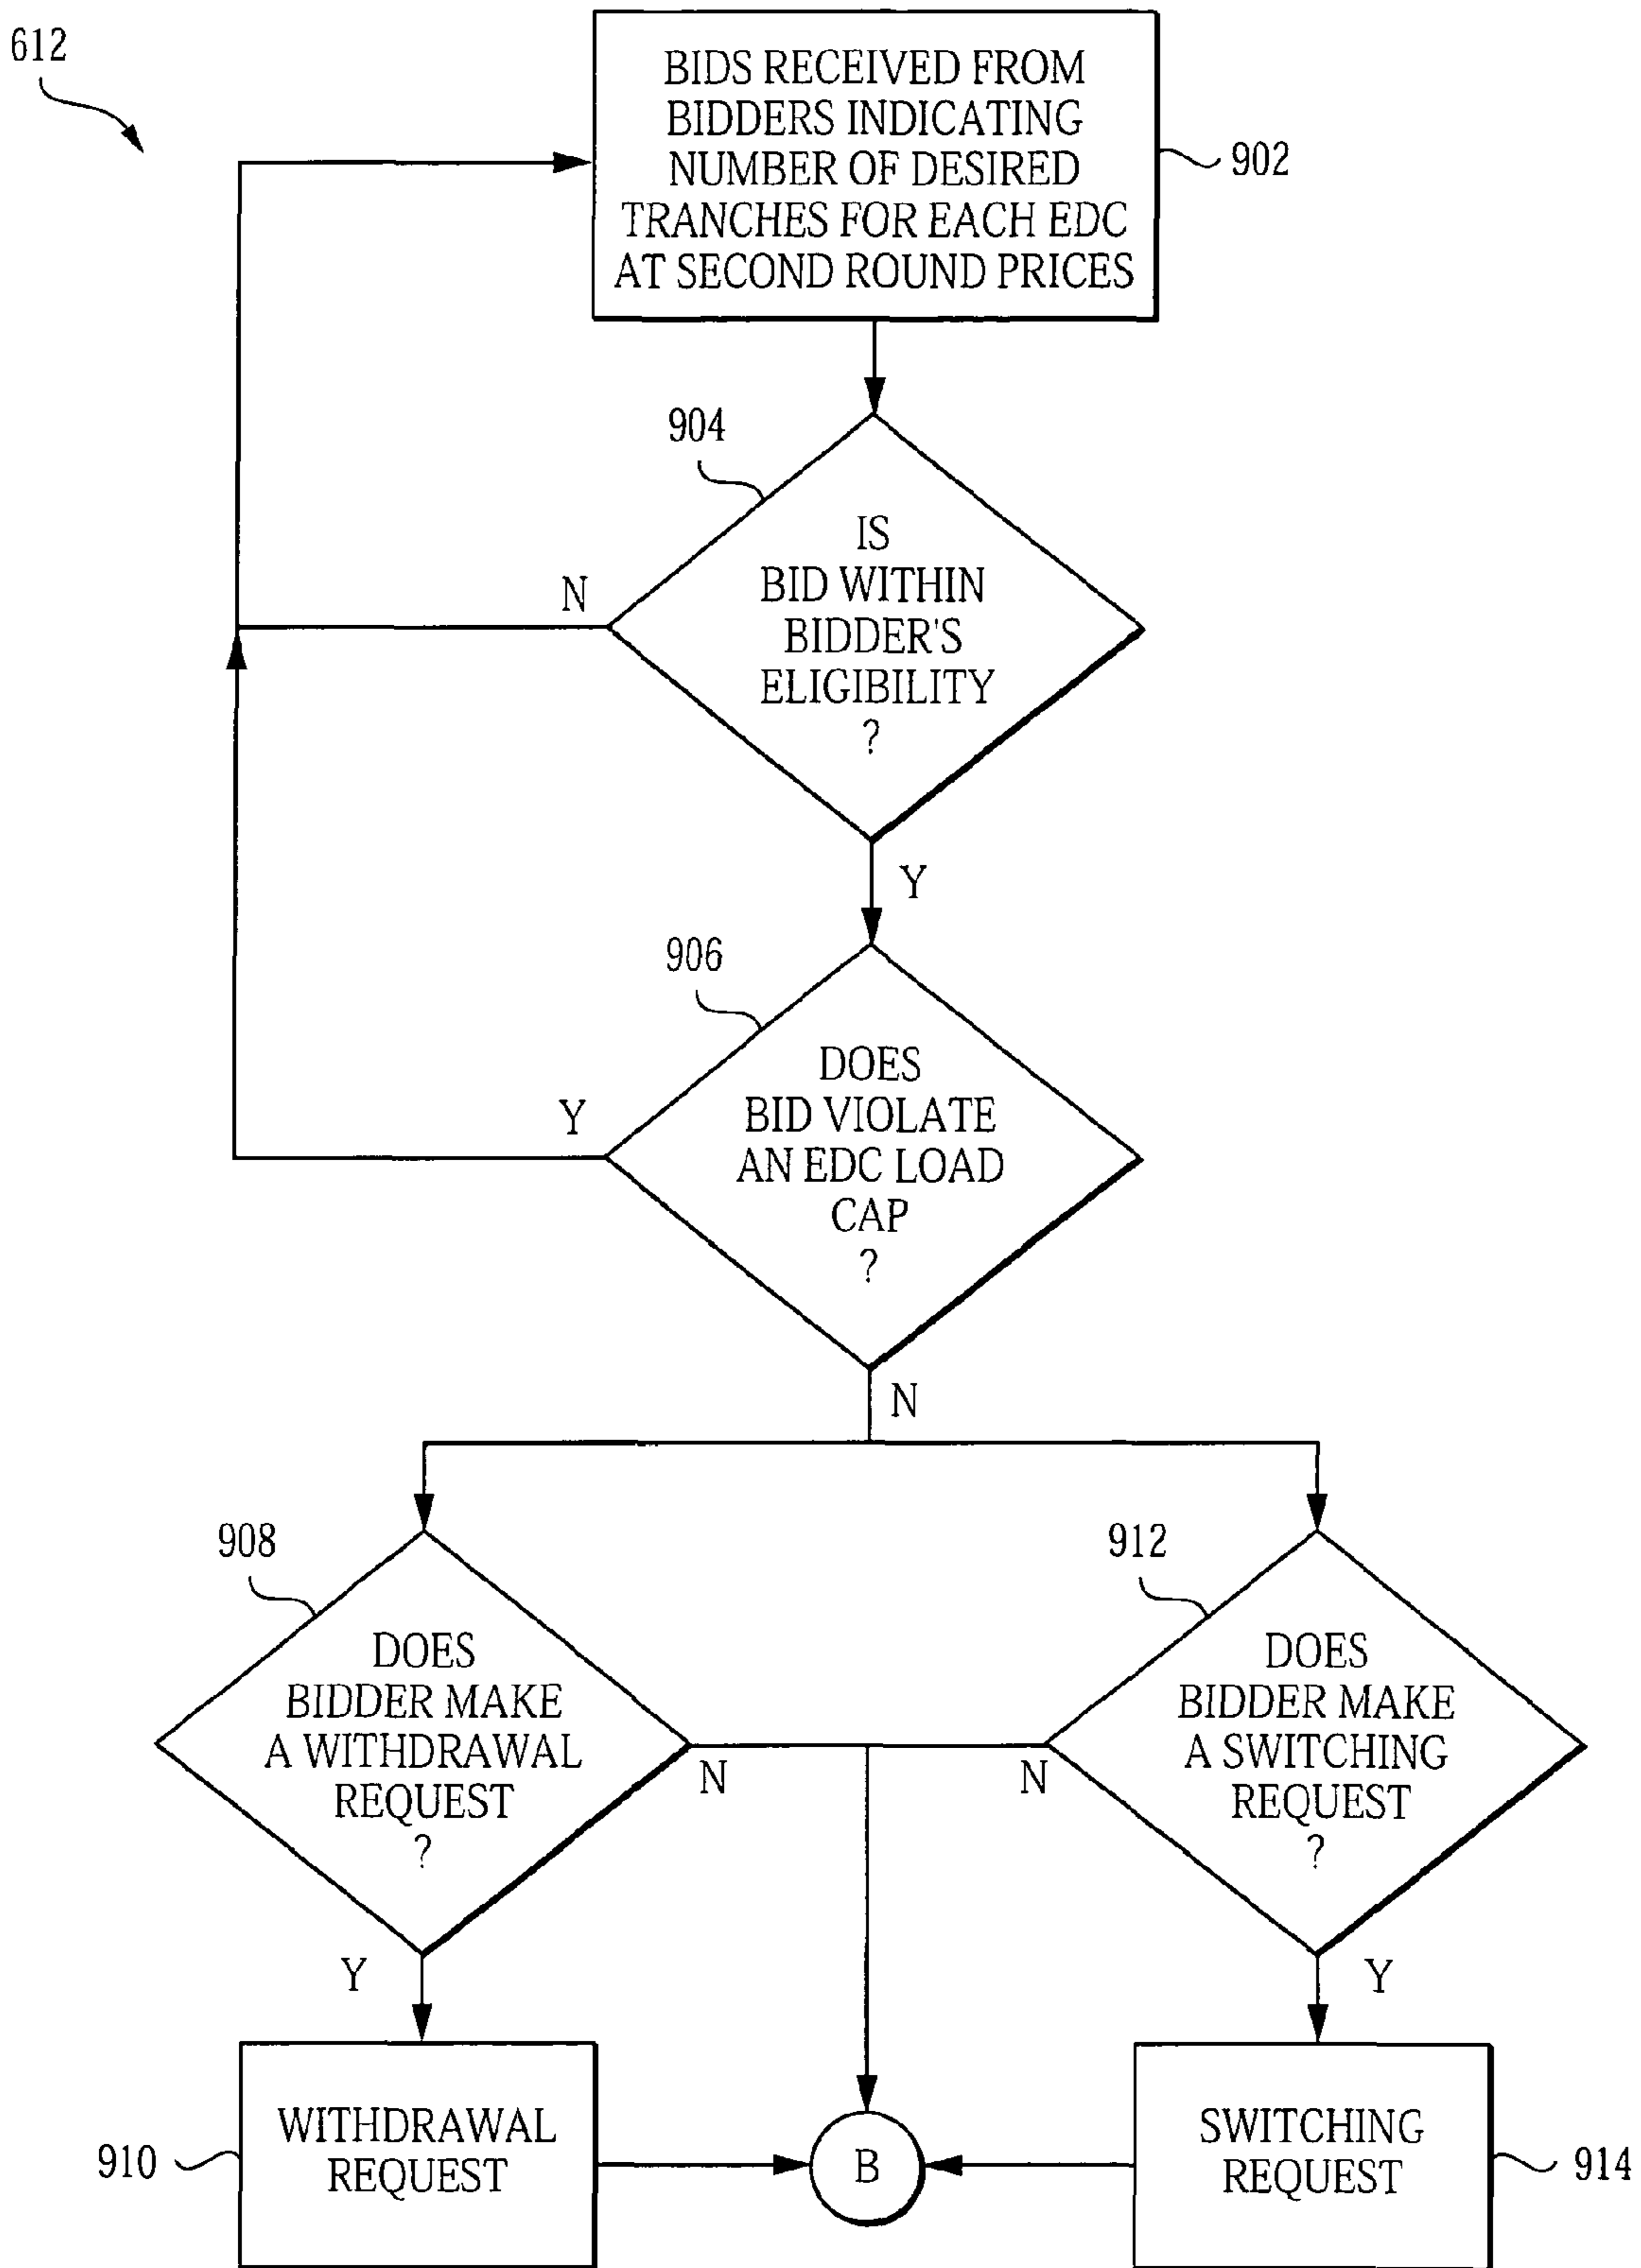 612
BIDS RECEIVED FROM
BIDDERS INDICATING
NUMBER OF DESIRED
TRANCHES FOR EACH EDC
AT SECOND ROUND PRICES
902
904
IS
BID WITHIN
BIDDER'S
ELIGIBILITY
?
N
Y
906
DOES
BID VIOLATE
AN EDC LOAD
CAP
?
Y
N
908
DOES
BIDDER MAKE
A WITHDRAWAL
REQUEST
?
N
Y
912
DOES
BIDDER MAKE
A SWITCHING
REQUEST
?
N
Y
WITHDRAWAL
REQUEST
910
B
SWITCHING
REQUEST
914